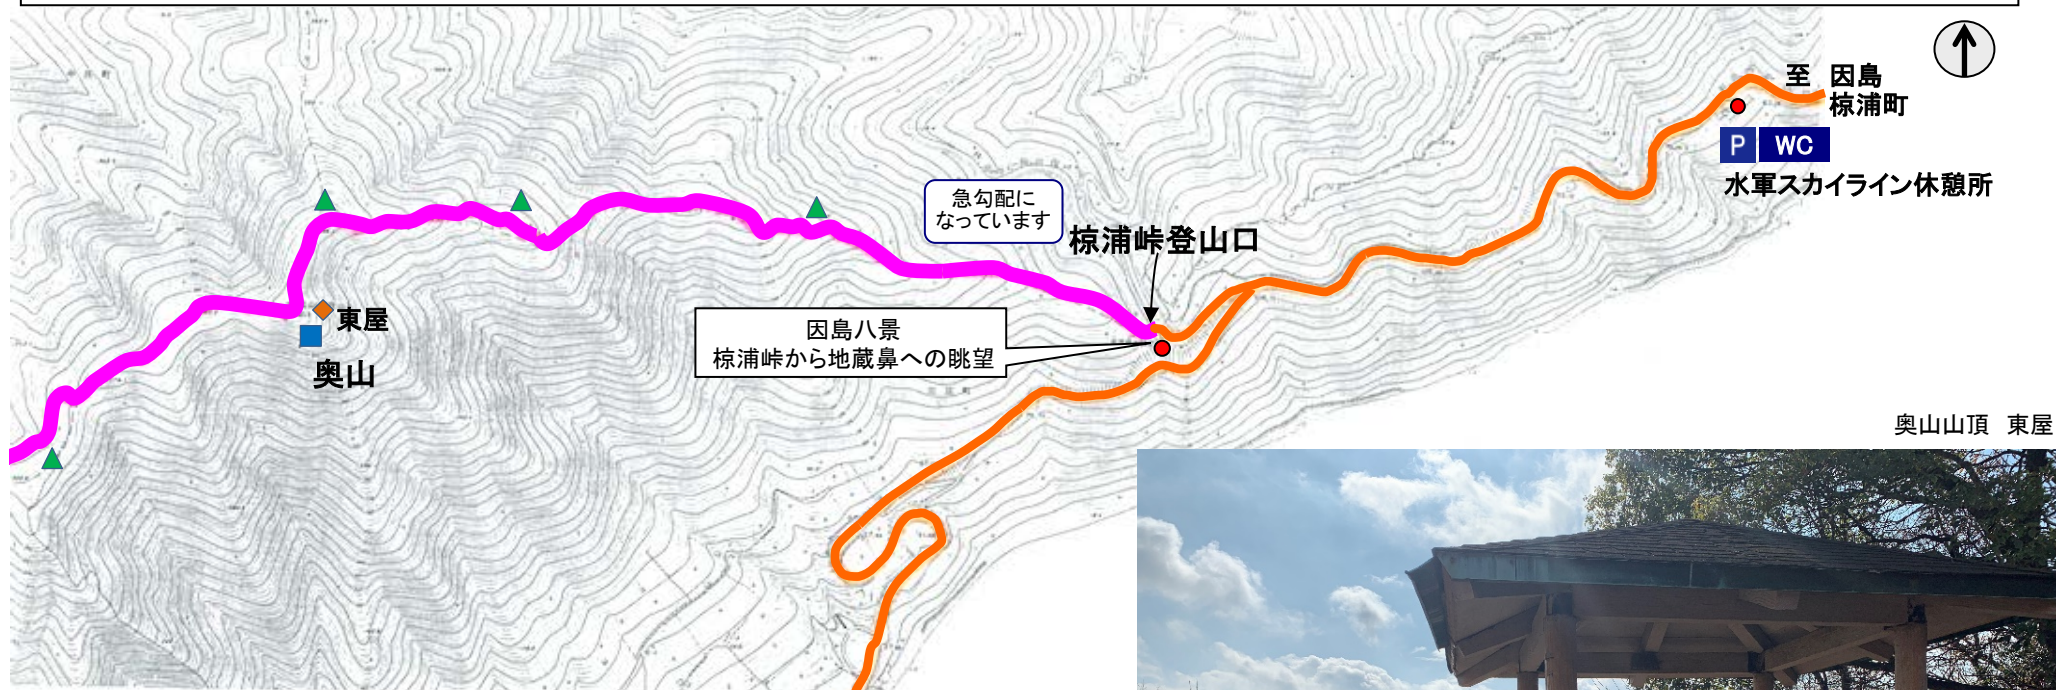 至 因島
椋浦町
P WC
水軍スカイライン休憩所
急勾配に
なっています
椋浦峠登山口
因島八景
椋浦峠から地蔵鼻への眺望
東屋
奥山
奥山山頂 東屋